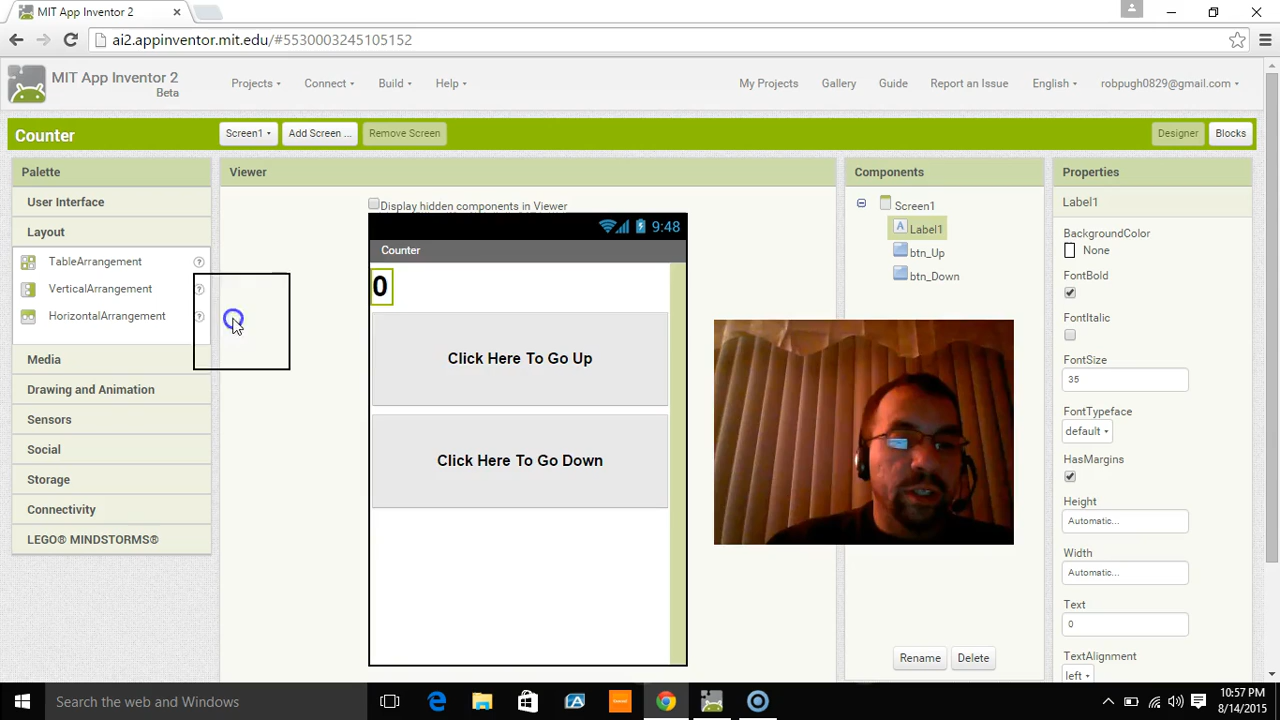 MIT App Inventor 2
ai2.appinventor.mit.edu/#5530003245105152
MIT App Inventor 2
Beta
Projects
Connect
Build
Help
My Projects
Gallery
Guide
Report an Issue
English
robpugh0829@gmail.com
Counter
Screen1
Add Screen ...
Remove Screen
Designer
Blocks
Palette
User Interface
Layout
TableArrangement ?
VerticalArrangement ?
HorizontalArrangement ?
Media
Drawing and Animation
Sensors
Social
Storage
Connectivity
LEGO® MINDSTORMS®
Viewer
Display hidden components in Viewer
9:48
Counter
0
Click Here To Go Up
Click Here To Go Down
Components
Screen1
A Label1
btn_Up
btn_Down
Rename
Delete
Properties
Label1
BackgroundColor
None
FontBold
FontItalic
FontSize
35
FontTypeface
default
HasMargins
Height
Automatic...
Width
Automatic...
Text
0
TextAlignment
left
Search the web and Windows
10:57 PM
8/14/2015